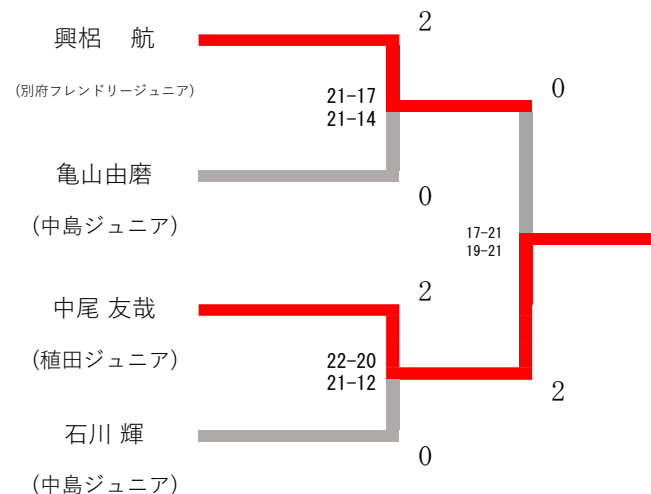 興梠 航
2
(別府フレンドリージュニア)
21-17
21-14
0
亀山由磨
0
(中島ジュニア)
17-21
19-21
中尾 友哉
2
(稙田ジュニア)
22-20
21-12
2
石川 輝
0
(中島ジュニア)